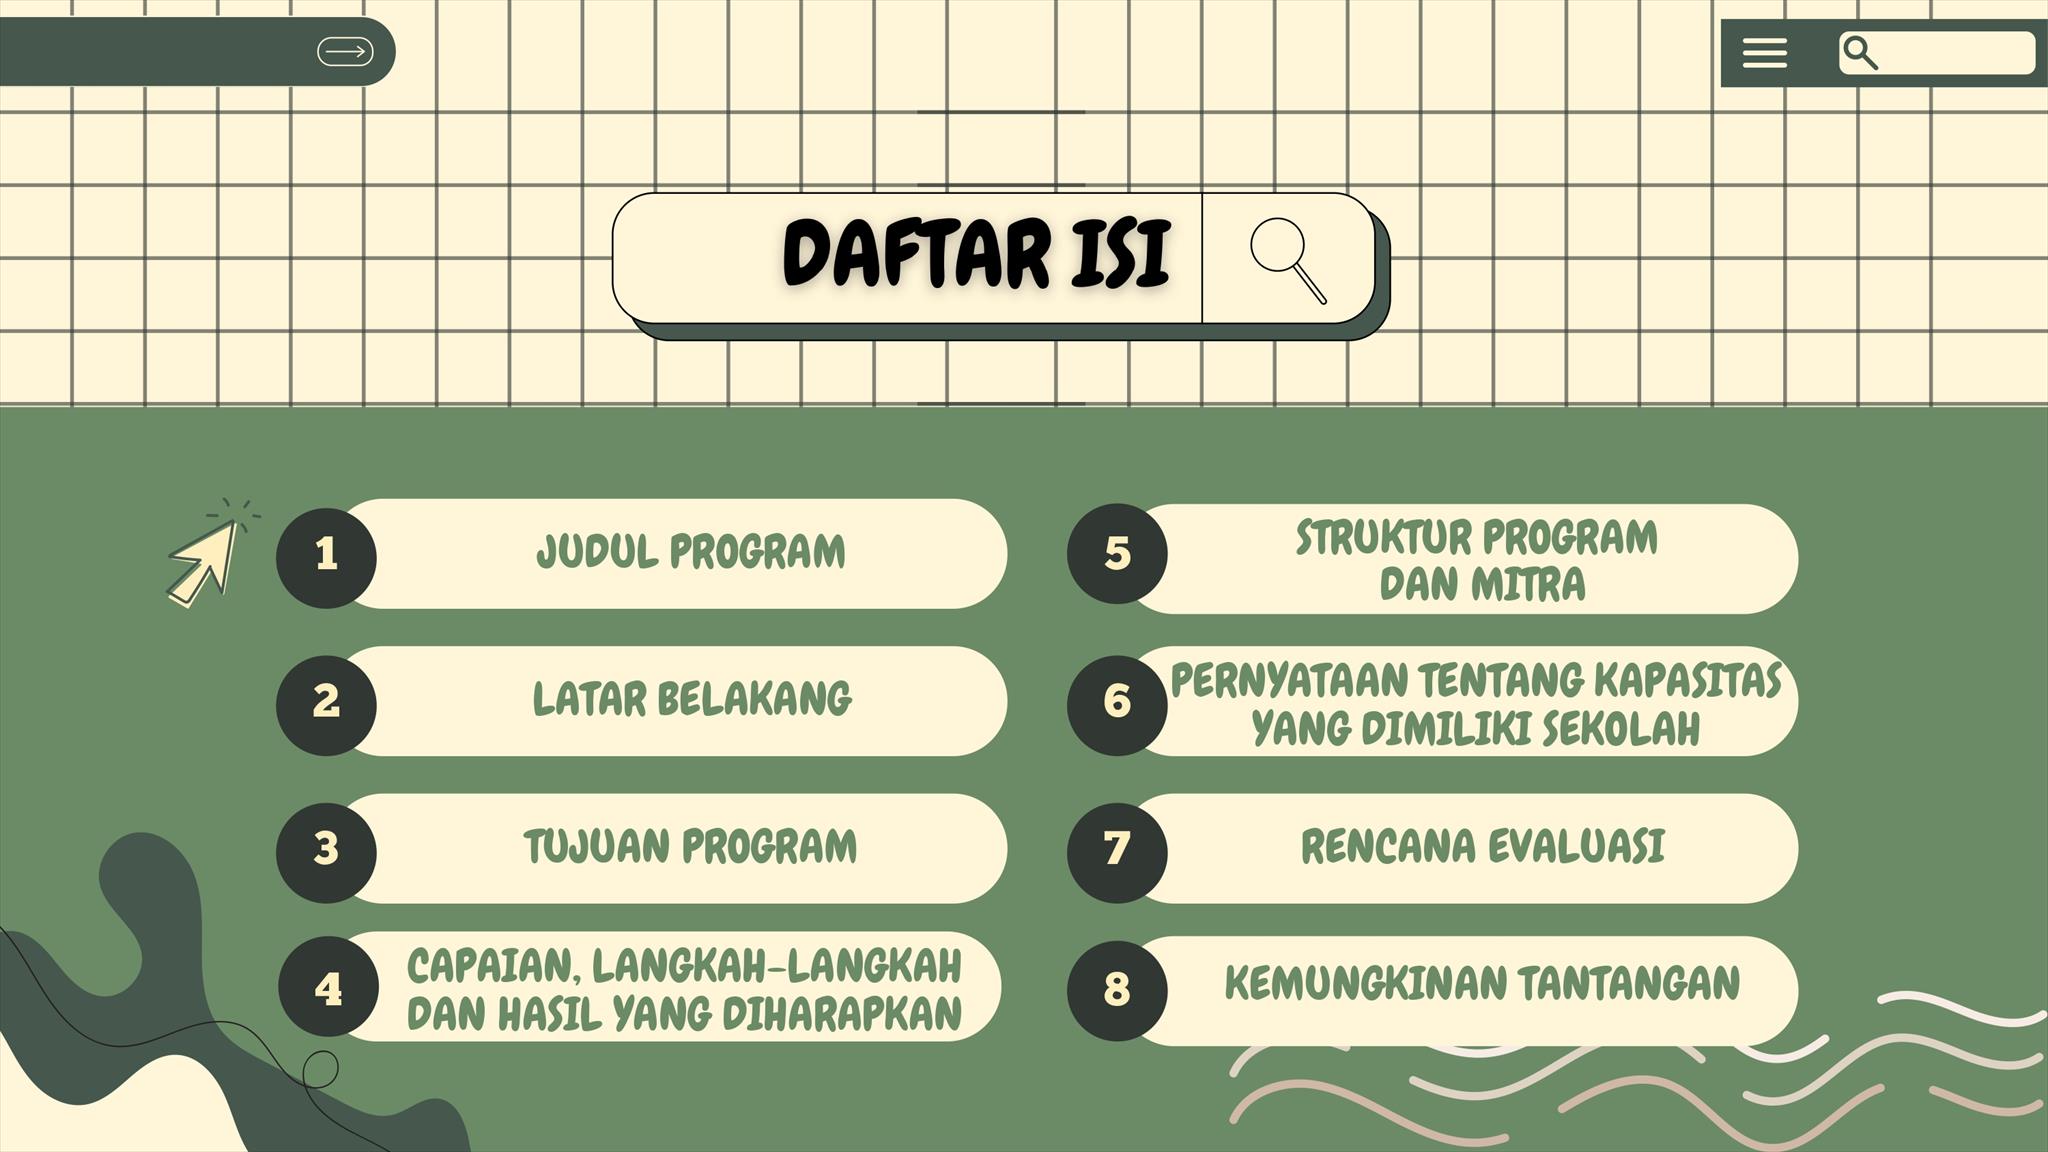 DAFTAR ISI
1
JUDUL PROGRAM
2
LATAR BELAKANG
3
TUJUAN PROGRAM
4
CAPAIAN, LANGKAH-LANGKAH
DAN HASIL YANG DIHARAPKAN
5
STRUKTUR PROGRAM
DAN MITRA
6
PERNYATAAN TENTANG KAPASITAS
YANG DIMILIKI SEKOLAH
7
RENCANA EVALUASI
8
KEMUNGKINAN TANTANGAN